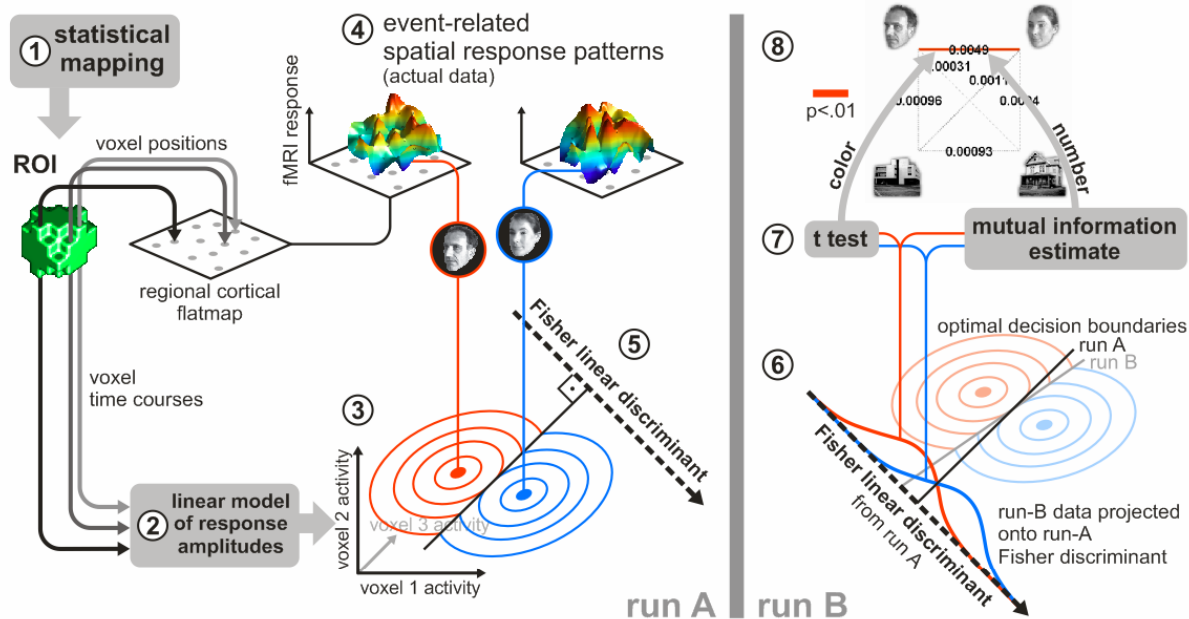 1
statistical
mapping
ROI
voxel positions
regional cortical
flatmap
voxel
time courses
2
linear model
of response
amplitudes
4
event-related
spatial response patterns
(actual data)
fMRI response
3
voxel 2 activity
voxel 3 activity
voxel 1 activity
5
Fisher linear discriminant
run A
8
p<.01
0.0049
0.00031
0.0011
0.00096
0.00093
color
number
7
t test
mutual information
estimate
6
optimal decision boundaries
run A
run B
Fisher linear discriminant
from run A
run-B data projected
onto run-A
Fisher discriminant
run B